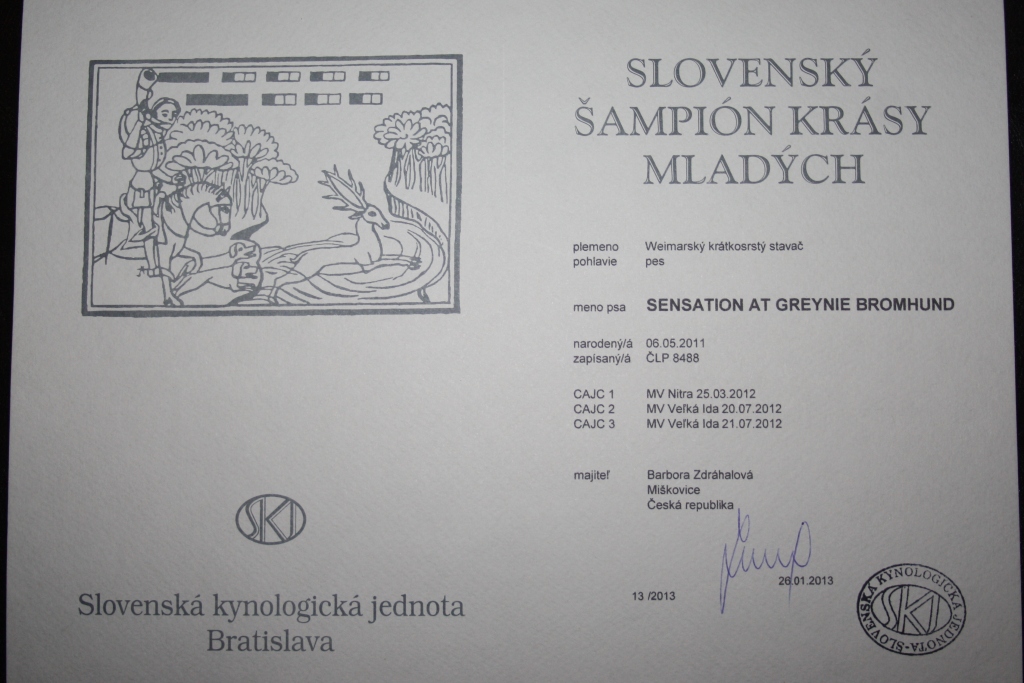 SKJ
Slovenská kynologická jednota
Bratislava
SLOVENSKÝ
ŠAMPIÓN KRÁSY
MLADÝCH
plemeno Weimarský krátkosrstý stavač
pohlavie pes
meno psa SENSATION AT GREYNIE BROMHUND
narodený/á 06.05.2011
zapísaný/á ČLP 8488
CAJC 1 MV Nitra 25.03.2012
CAJC 2 MV Veľká Ida 20.07.2012
CAJC 3 MV Veľká Ida 21.07.2012
majiteľ Barbora Zdráhalová
Miškovice
Česká republika
26.01.2013
13 /2013
SLOVENSKÁ KYNOLOGICKÁ JEDNOTA
SKJ